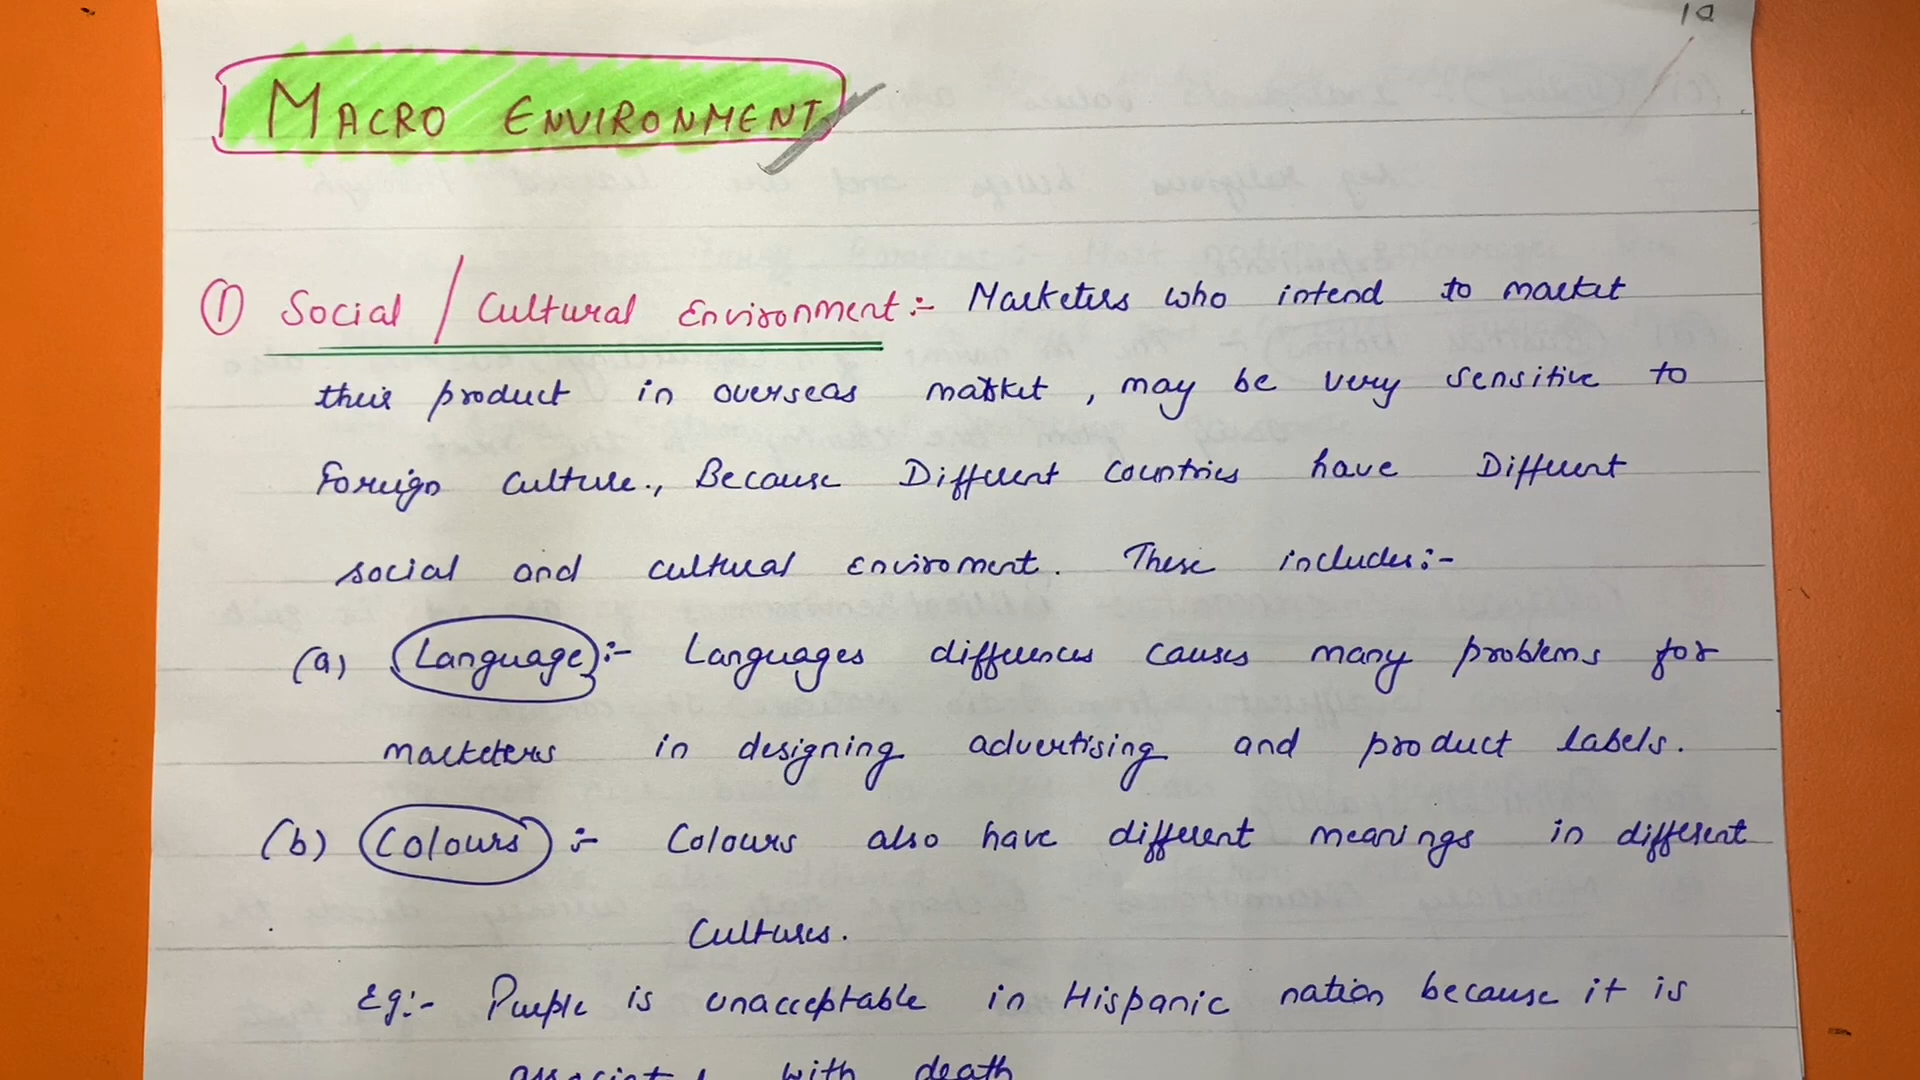 10
MACRO ENVIRONMENT
① Social / Cultural Environment:- Marketers who intend to market
their product in overseas market, may be very sensitive to
Foreign culture., Because Different Countries have Different
social and cultural enviroment. These includes:-
(a) Language:- Languages differences causes many problems for
marketers in designing advertising and product labels.
(b) Colours :- Colours also have different meanings in different
Cultures.
Eg:- Purple is unacceptable in Hispanic nation because it is
with death